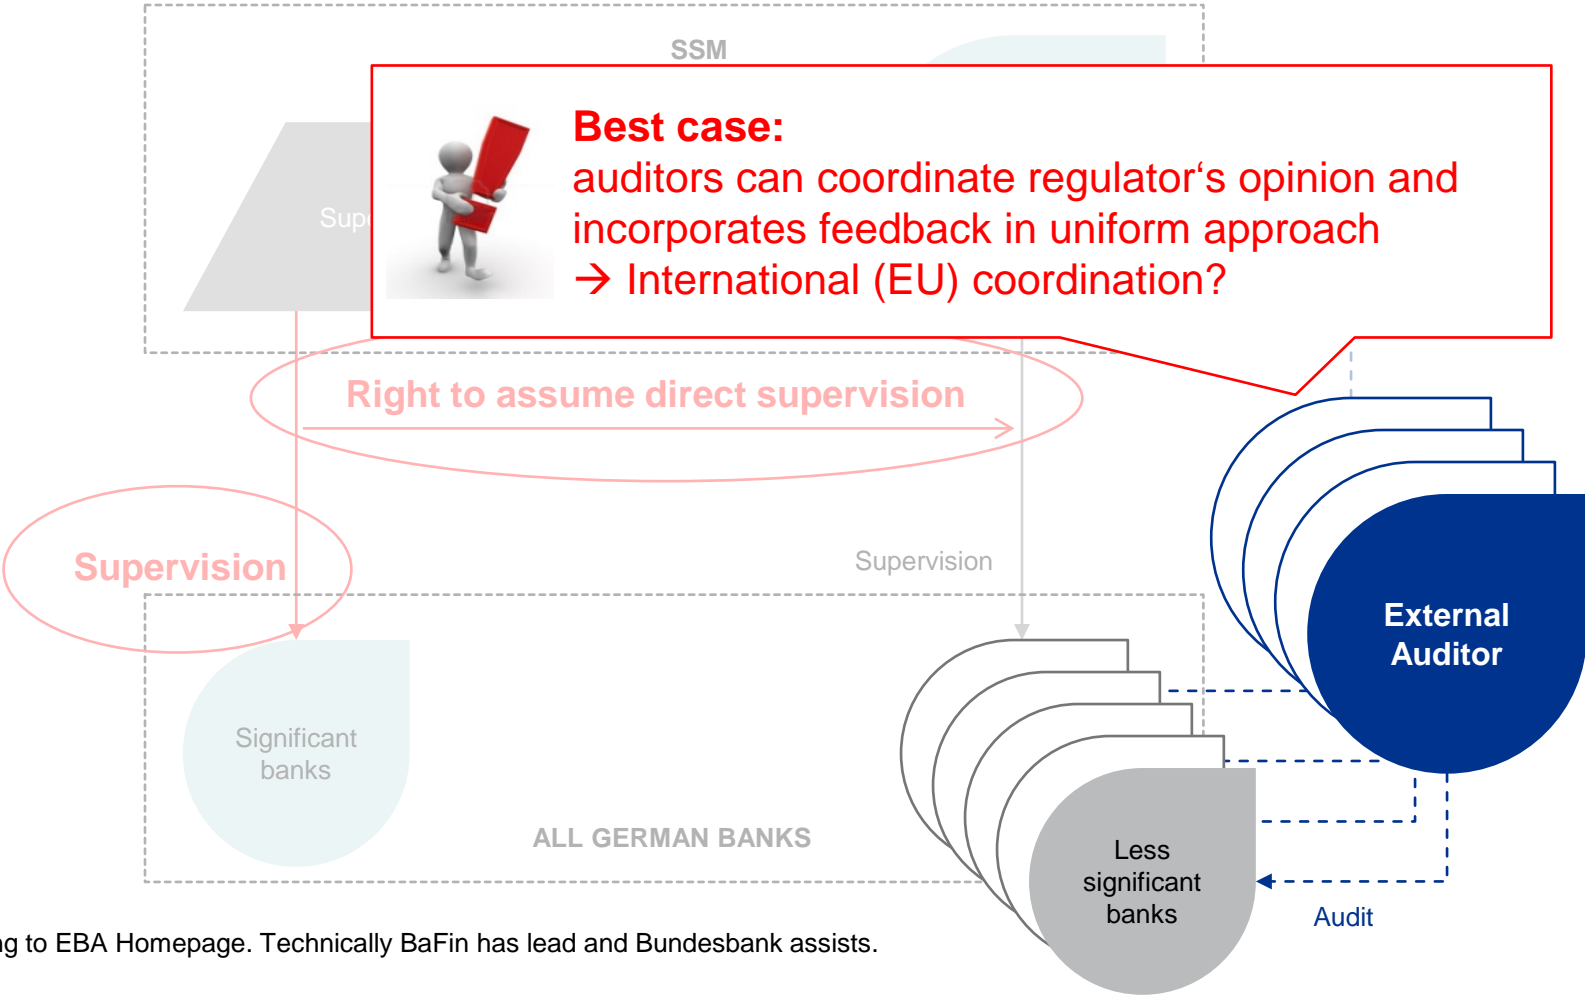 SSM
Best case:
auditors can coordinate regulator‘s opinion and
incorporates feedback in uniform approach
→ International (EU) coordination?
Right to assume direct supervision
Supervision
Supervision
External
Auditor
Significant
banks
ALL GERMAN BANKS
Less
significant
banks
Audit
to EBA Homepage. Technically BaFin has lead and Bundesbank assists.